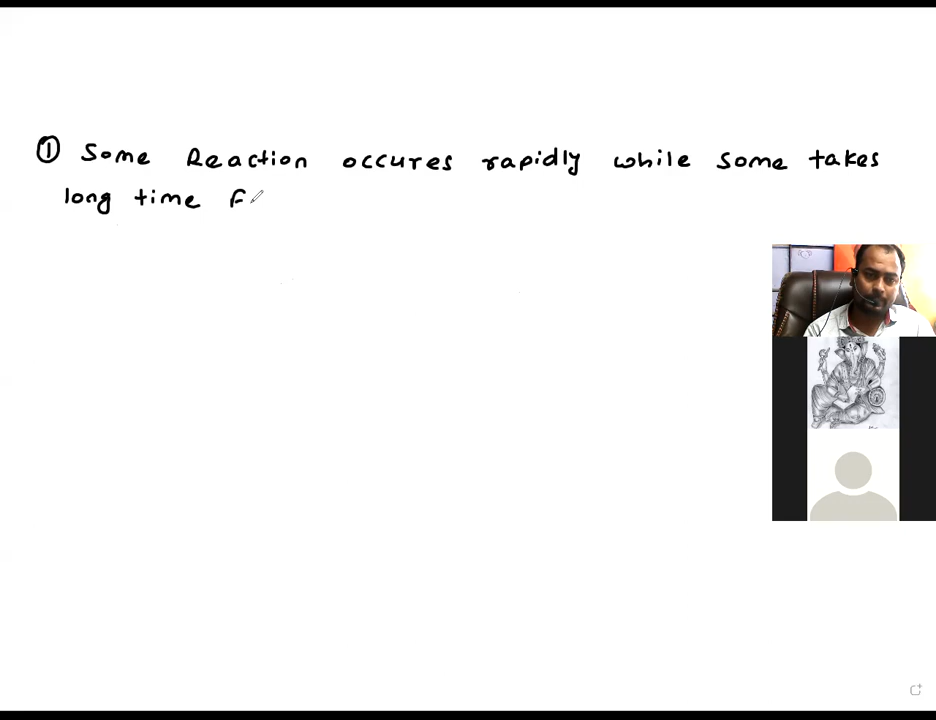 ① Some Reaction occures rapidly while some takes
long time F